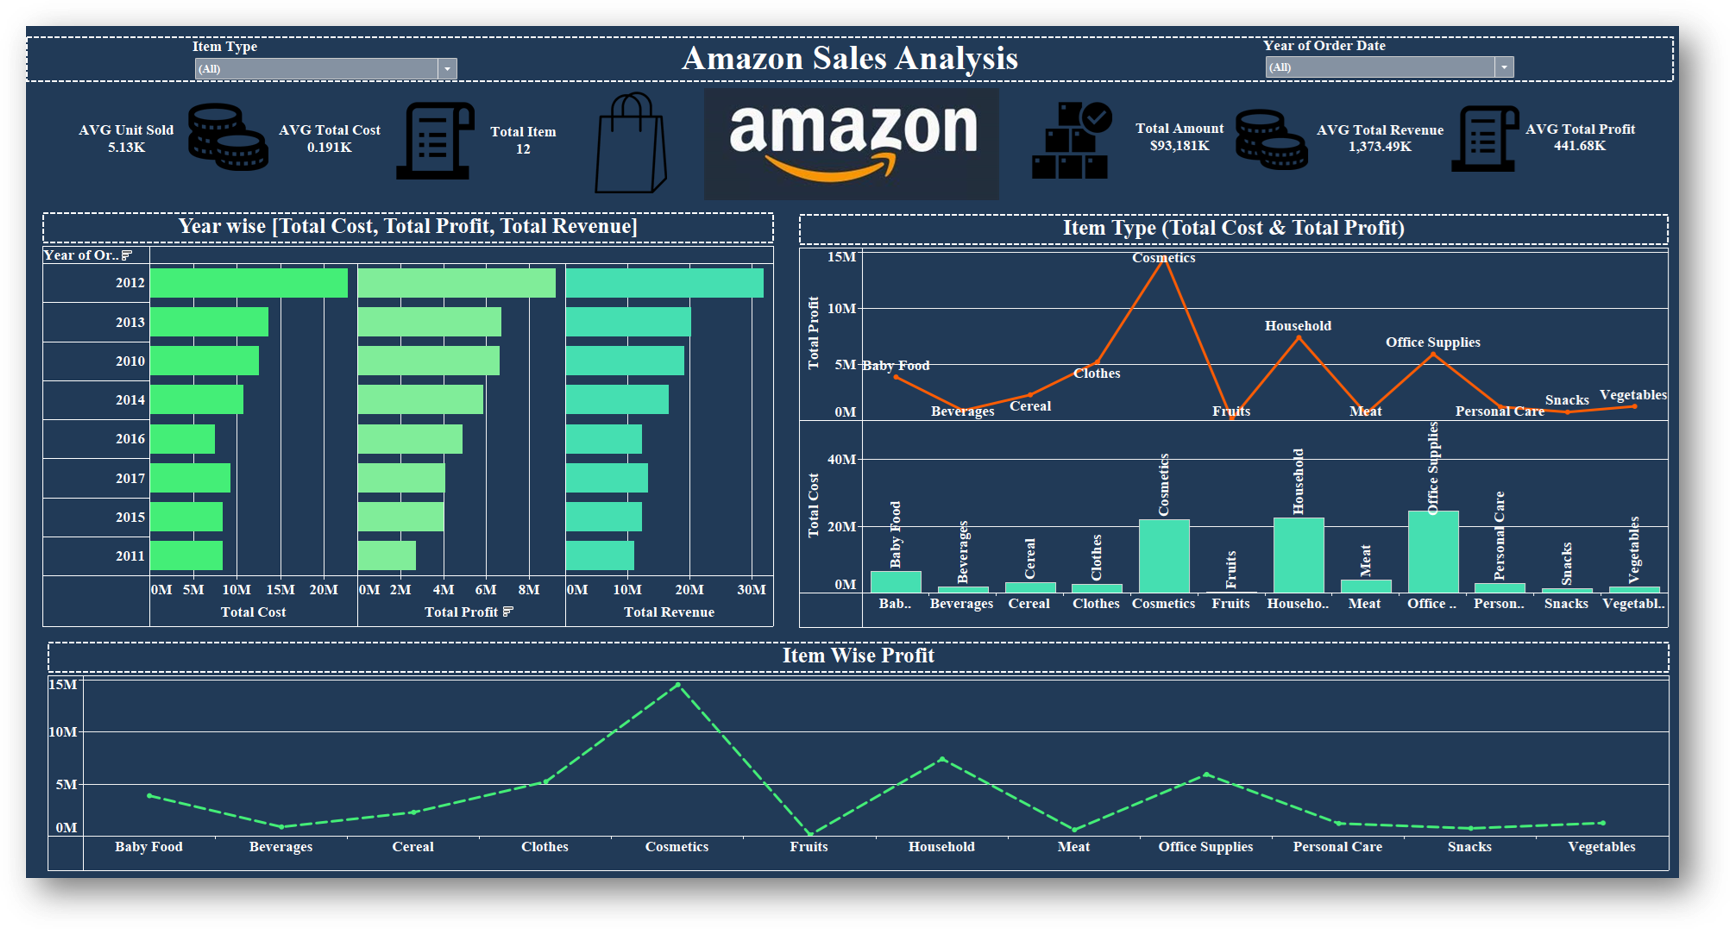 Item Type
(All)
Amazon Sales Analysis
Year of Order Date
(All)
AVG Unit Sold
5.13K
AVG Total Cost
0.191K
Total Item
12
amazon
Total Amount
$93,181K
AVG Total Revenue
1,373.49K
AVG Total Profit
441.68K
Year wise [Total Cost, Total Profit, Total Revenue]
Year of Or..
2012
2013
2010
2014
2016
2017
2015
2011
0M 5M 10M 15M 20M
Total Cost
0M 2M 4M 6M 8M
Total Profit
0M 10M 20M 30M
Total Revenue
Item Type (Total Cost & Total Profit)
Total Profit
15M
10M
5M
0M
Baby Food
Beverages
Cereal
Clothes
Cosmetics
Fruits
Household
Meat
Office Supplies
Personal Care
Snacks
Vegetables
Total Cost
40M
20M
0M
Baby Food
Beverages
Cereal
Clothes
Cosmetics
Fruits
Household
Meat
Office Supplies
Personal Care
Snacks
Vegetables
Bab.. Beverages Cereal Clothes Cosmetics Fruits Househo.. Meat Office .. Person.. Snacks Vegetabl..
Item Wise Profit
15M
10M
5M
0M
Baby Food Beverages Cereal Clothes Cosmetics Fruits Household Meat Office Supplies Personal Care Snacks Vegetables